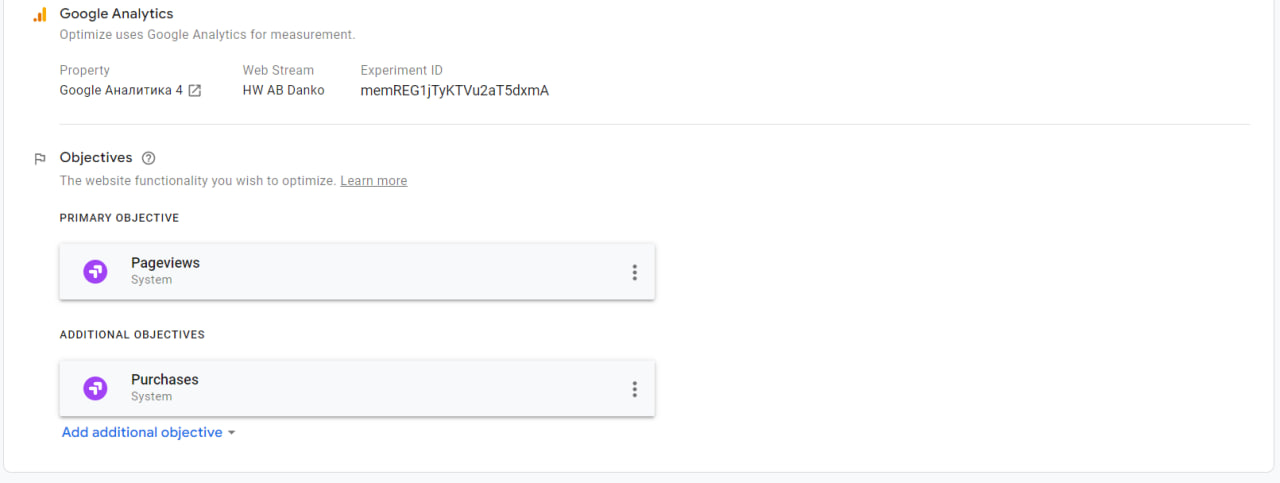 Google Analytics
Optimize uses Google Analytics for measurement.
Property Web Stream Experiment ID
Google Аналитика 4 HW AB Danko memREG1jTyKTVu2aT5dxmA
Objectives
The website functionality you wish to optimize. Learn more
PRIMARY OBJECTIVE
Pageviews
System
ADDITIONAL OBJECTIVES
Purchases
System
Add additional objective